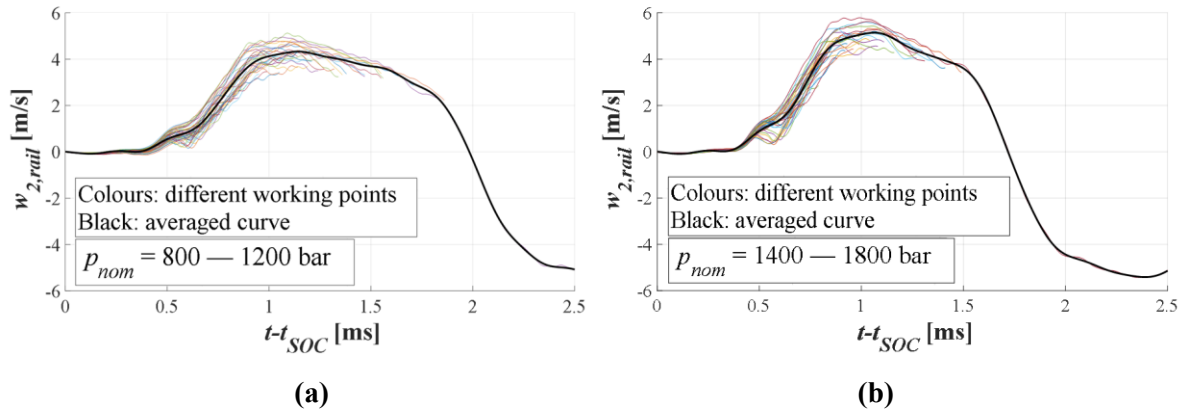 6
4
2
0
-2
-4
-6
w2,rail [m/s]
Colours: different working points
Black: averaged curve
pnom = 800 — 1200 bar
0 0.5 1 1.5 2 2.5
t-tSOC [ms]
(a)
6
4
2
0
-2
-4
-6
w2,rail [m/s]
Colours: different working points
Black: averaged curve
pnom = 1400 — 1800 bar
0 0.5 1 1.5 2 2.5
t-tSOC [ms]
(b)